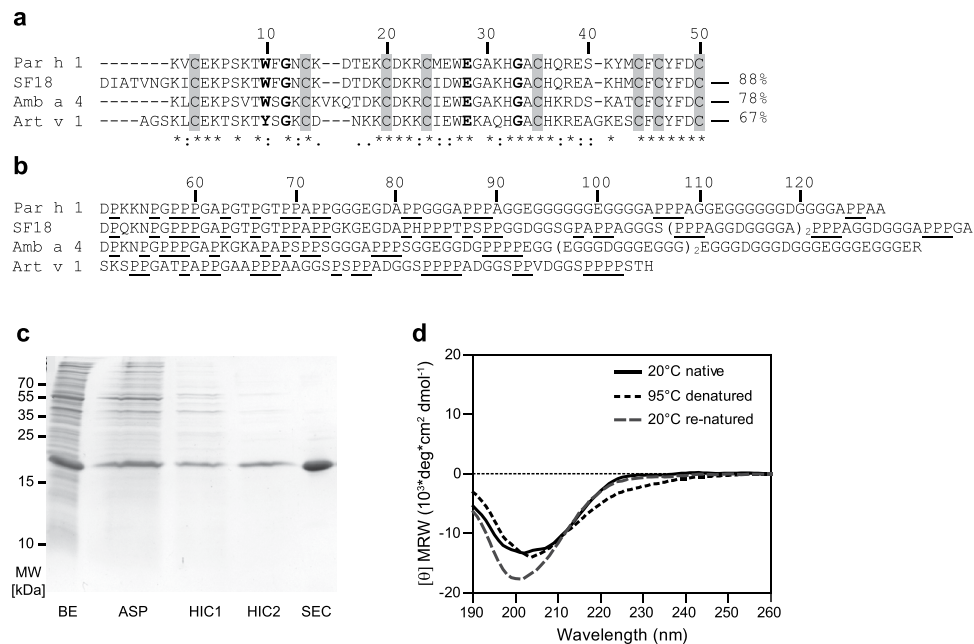 a
10 20 30 40 50
Par h 1 ------KVCEKPSKTWFGNCK--DTEKCDKRCMEWEGAKHGACHQRES-KYMCFCYFDC
SF18 DIATVNGKICEKPSKTWFGNCK--DTDKCDKRCIDWEGAKHGACHQREA-KHMCFCYFDC — 88%
Amb a 4 ------KLCEKPSVTWSGNCKVKQTDKCDKRCIEWEGAKHGACHKRDS-KATCFCYFDC — 78%
Art v 1 ----AGSKLCEKTSKTYSGKCD--NKKCDKKCIEWEKAQHGACHKREAGKESCFCYFDC — 67%
*:*** * *: *:*. .:***:*::** *:*****:*:: * *******
b
60 70 80 90 100 110 120
Par h 1 DPKKNPGPPPGAPGTPGTPPAPPGGGEGDAPPGGGAPPPAGGEGGGGGGEGGGGAPPPAGGEGGGGGGDGGGGAPPAA
SF18 DPQKNPGPPPGAPGTPGTPPAPPGKGEGDAPHPPPTPSPPGGDGGSGPAPPAGGGS(PPPAGGDGGGGA)2PPPAGGDGGGAPPPGA
Amb a 4 DPKNPGPPPGAPKGKAPAPSPPSGGGAPPPSGGEGGDGPPPPEGG(EGGGDGGGEGGG)2EGGGDGGGDGGGEGGGEGGGER
Art v 1 SKSPPGATPAPPGAAPPPAAGGSPSPPADGGSPPPPADGGSPPVDGGSPPPPSTH
c
70
55
35
25
15
10
MW
[kDa]
BE ASP HIC1 HIC2 SEC
d
20
10
0
-10
-20
[θ] MRW (10³*deg*cm² dmol⁻¹)
20°C native
95°C denatured
20°C re-natured
190 200 210 220 230 240 250 260
Wavelength (nm)